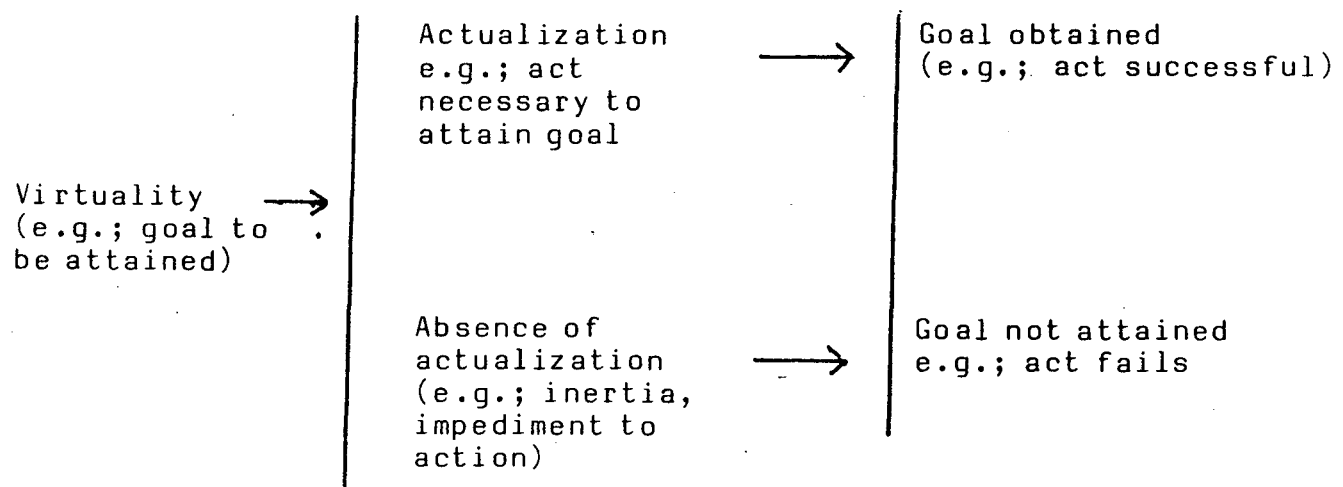 Virtuality
(e.g.; goal to
be attained)
Actualization
e.g.; act
necessary to
attain goal
Goal obtained
(e.g.; act successful)
Absence of
actualization
(e.g.; inertia,
impediment to
action)
Goal not attained
e.g.; act fails